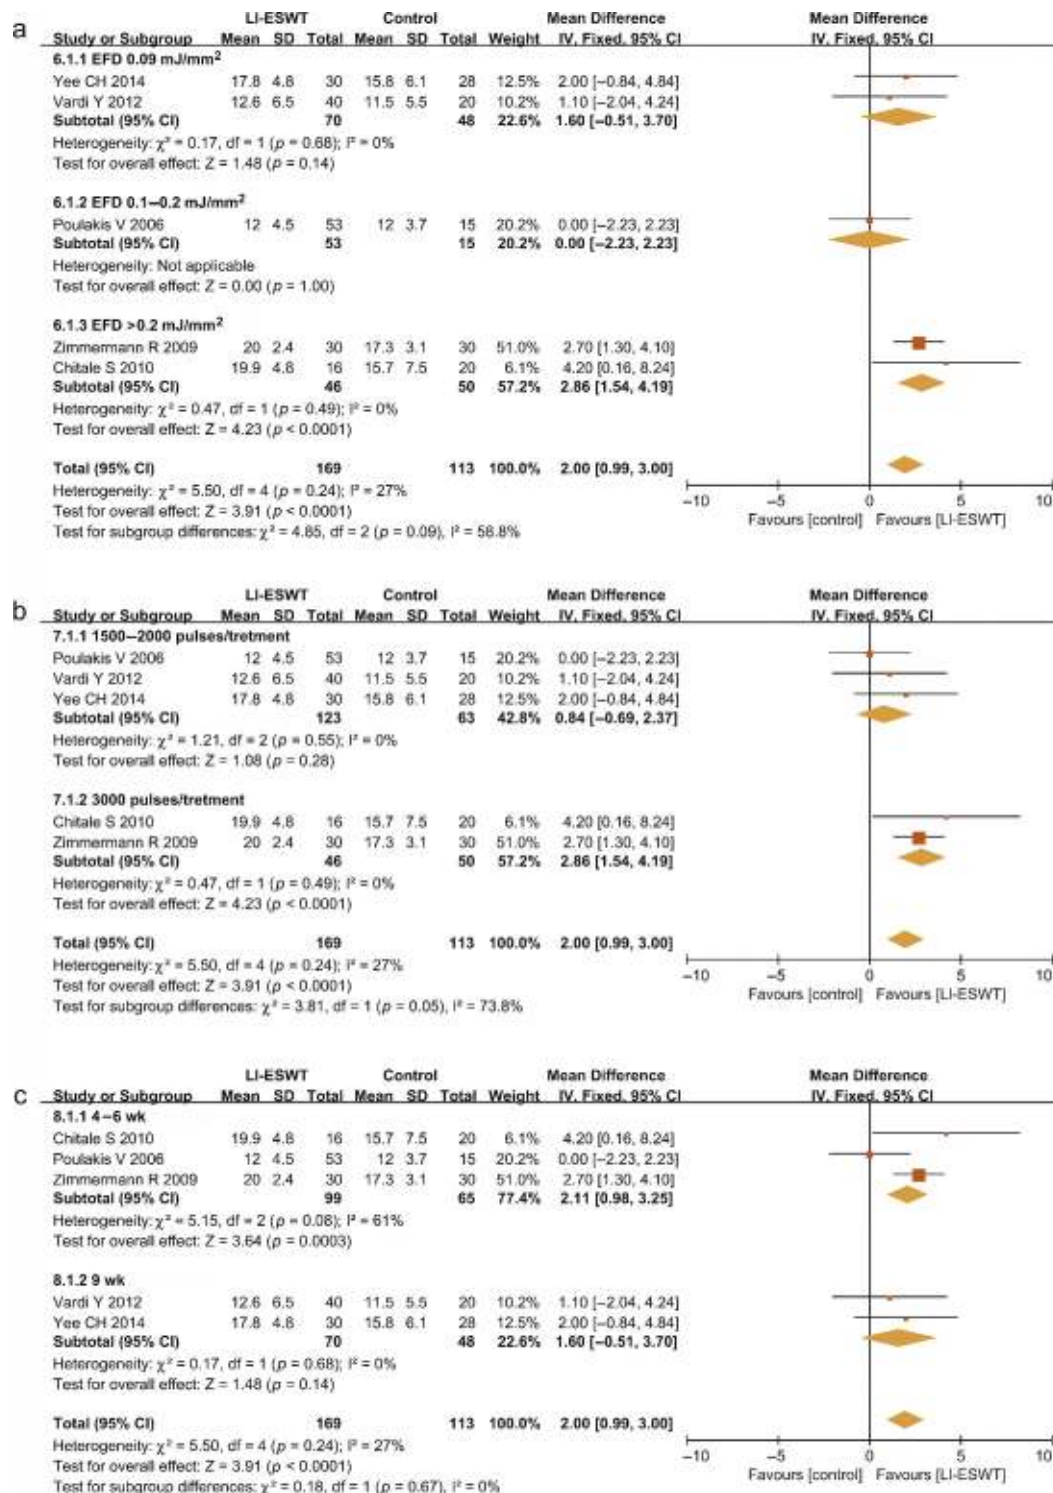 a
LI-ESWT Control Mean Difference Mean Difference
Study or Subgroup Mean SD Total Mean SD Total Weight IV, Fixed, 95% CI IV, Fixed, 95% CI
6.1.1 EFD 0.09 mJ/mm²
Yee CH 2014 17.8 4.8 30 15.8 6.1 28 12.5% 2.00 [−0.84, 4.84]
Vardi Y 2012 12.6 6.5 40 11.5 5.5 20 10.2% 1.10 [−2.04, 4.24]
Subtotal (95% CI) 70 48 22.6% 1.60 [−0.51, 3.70]
Heterogeneity: χ² = 0.17, df = 1 (p = 0.68); I² = 0%
Test for overall effect: Z = 1.48 (p = 0.14)
6.1.2 EFD 0.1−0.2 mJ/mm²
Poulakis V 2006 12 4.5 53 12 3.7 15 20.2% 0.00 [−2.23, 2.23]
Subtotal (95% CI) 53 15 20.2% 0.00 [−2.23, 2.23]
Heterogeneity: Not applicable
Test for overall effect: Z = 0.00 (p = 1.00)
6.1.3 EFD >0.2 mJ/mm²
Zimmermann R 2009 20 2.4 30 17.3 3.1 30 51.0% 2.70 [1.30, 4.10]
Chitale S 2010 19.9 4.8 16 15.7 7.5 20 6.1% 4.20 [0.16, 8.24]
Subtotal (95% CI) 46 50 57.2% 2.86 [1.54, 4.19]
Heterogeneity: χ² = 0.47, df = 1 (p = 0.49); I² = 0%
Test for overall effect: Z = 4.23 (p < 0.0001)
Total (95% CI) 169 113 100.0% 2.00 [0.99, 3.00]
Heterogeneity: χ² = 5.50, df = 4 (p = 0.24); I² = 27%
Test for overall effect: Z = 3.91 (p < 0.0001)
Test for subgroup differences: χ² = 4.85, df = 2 (p = 0.09), I² = 58.8%
−10 −5 0 5 10
Favours [control] Favours [LI-ESWT]
b
LI-ESWT Control Mean Difference Mean Difference
Study or Subgroup Mean SD Total Mean SD Total Weight IV, Fixed, 95% CI IV, Fixed, 95% CI
7.1.1 1500−2000 pulses/tretment
Poulakis V 2006 12 4.5 53 12 3.7 15 20.2% 0.00 [−2.23, 2.23]
Vardi Y 2012 12.6 6.5 40 11.5 5.5 20 10.2% 1.10 [−2.04, 4.24]
Yee CH 2014 17.8 4.8 30 15.8 6.1 28 12.5% 2.00 [−0.84, 4.84]
Subtotal (95% CI) 123 63 42.8% 0.84 [−0.69, 2.37]
Heterogeneity: χ² = 1.21, df = 2 (p = 0.55); I² = 0%
Test for overall effect: Z = 1.08 (p = 0.28)
7.1.2 3000 pulses/tretment
Chitale S 2010 19.9 4.8 16 15.7 7.5 20 6.1% 4.20 [0.16, 8.24]
Zimmermann R 2009 20 2.4 30 17.3 3.1 30 51.0% 2.70 [1.30, 4.10]
Subtotal (95% CI) 46 50 57.2% 2.86 [1.54, 4.19]
Heterogeneity: χ² = 0.47, df = 1 (p = 0.49); I² = 0%
Test for overall effect: Z = 4.23 (p < 0.0001)
Total (95% CI) 169 113 100.0% 2.00 [0.99, 3.00]
Heterogeneity: χ² = 5.50, df = 4 (p = 0.24); I² = 27%
Test for overall effect: Z = 3.91 (p < 0.0001)
Test for subgroup differences: χ² = 3.81, df = 1 (p = 0.05), I² = 73.8%
−10 −5 0 5 10
Favours [control] Favours [LI-ESWT]
c
LI-ESWT Control Mean Difference Mean Difference
Study or Subgroup Mean SD Total Mean SD Total Weight IV, Fixed, 95% CI IV, Fixed, 95% CI
8.1.1 4−6 wk
Chitale S 2010 19.9 4.8 16 15.7 7.5 20 6.1% 4.20 [0.16, 8.24]
Poulakis V 2006 12 4.5 53 12 3.7 15 20.2% 0.00 [−2.23, 2.23]
Zimmermann R 2009 20 2.4 30 17.3 3.1 30 51.0% 2.70 [1.30, 4.10]
Subtotal (95% CI) 99 65 77.4% 2.11 [0.98, 3.25]
Heterogeneity: χ² = 5.15, df = 2 (p = 0.08); I² = 61%
Test for overall effect: Z = 3.64 (p = 0.0003)
8.1.2 9 wk
Vardi Y 2012 12.6 6.5 40 11.5 5.5 20 10.2% 1.10 [−2.04, 4.24]
Yee CH 2014 17.8 4.8 30 15.8 6.1 28 12.5% 2.00 [−0.84, 4.84]
Subtotal (95% CI) 70 48 22.6% 1.60 [−0.51, 3.70]
Heterogeneity: χ² = 0.17, df = 1 (p = 0.68); I² = 0%
Test for overall effect: Z = 1.48 (p = 0.14)
Total (95% CI) 169 113 100.0% 2.00 [0.99, 3.00]
Heterogeneity: χ² = 5.50, df = 4 (p = 0.24); I² = 27%
Test for overall effect: Z = 3.91 (p < 0.0001)
Test for subgroup differences: χ² = 0.18, df = 1 (p = 0.67), I² = 0%
−10 −5 0 5 10
Favours [control] Favours [LI-ESWT]